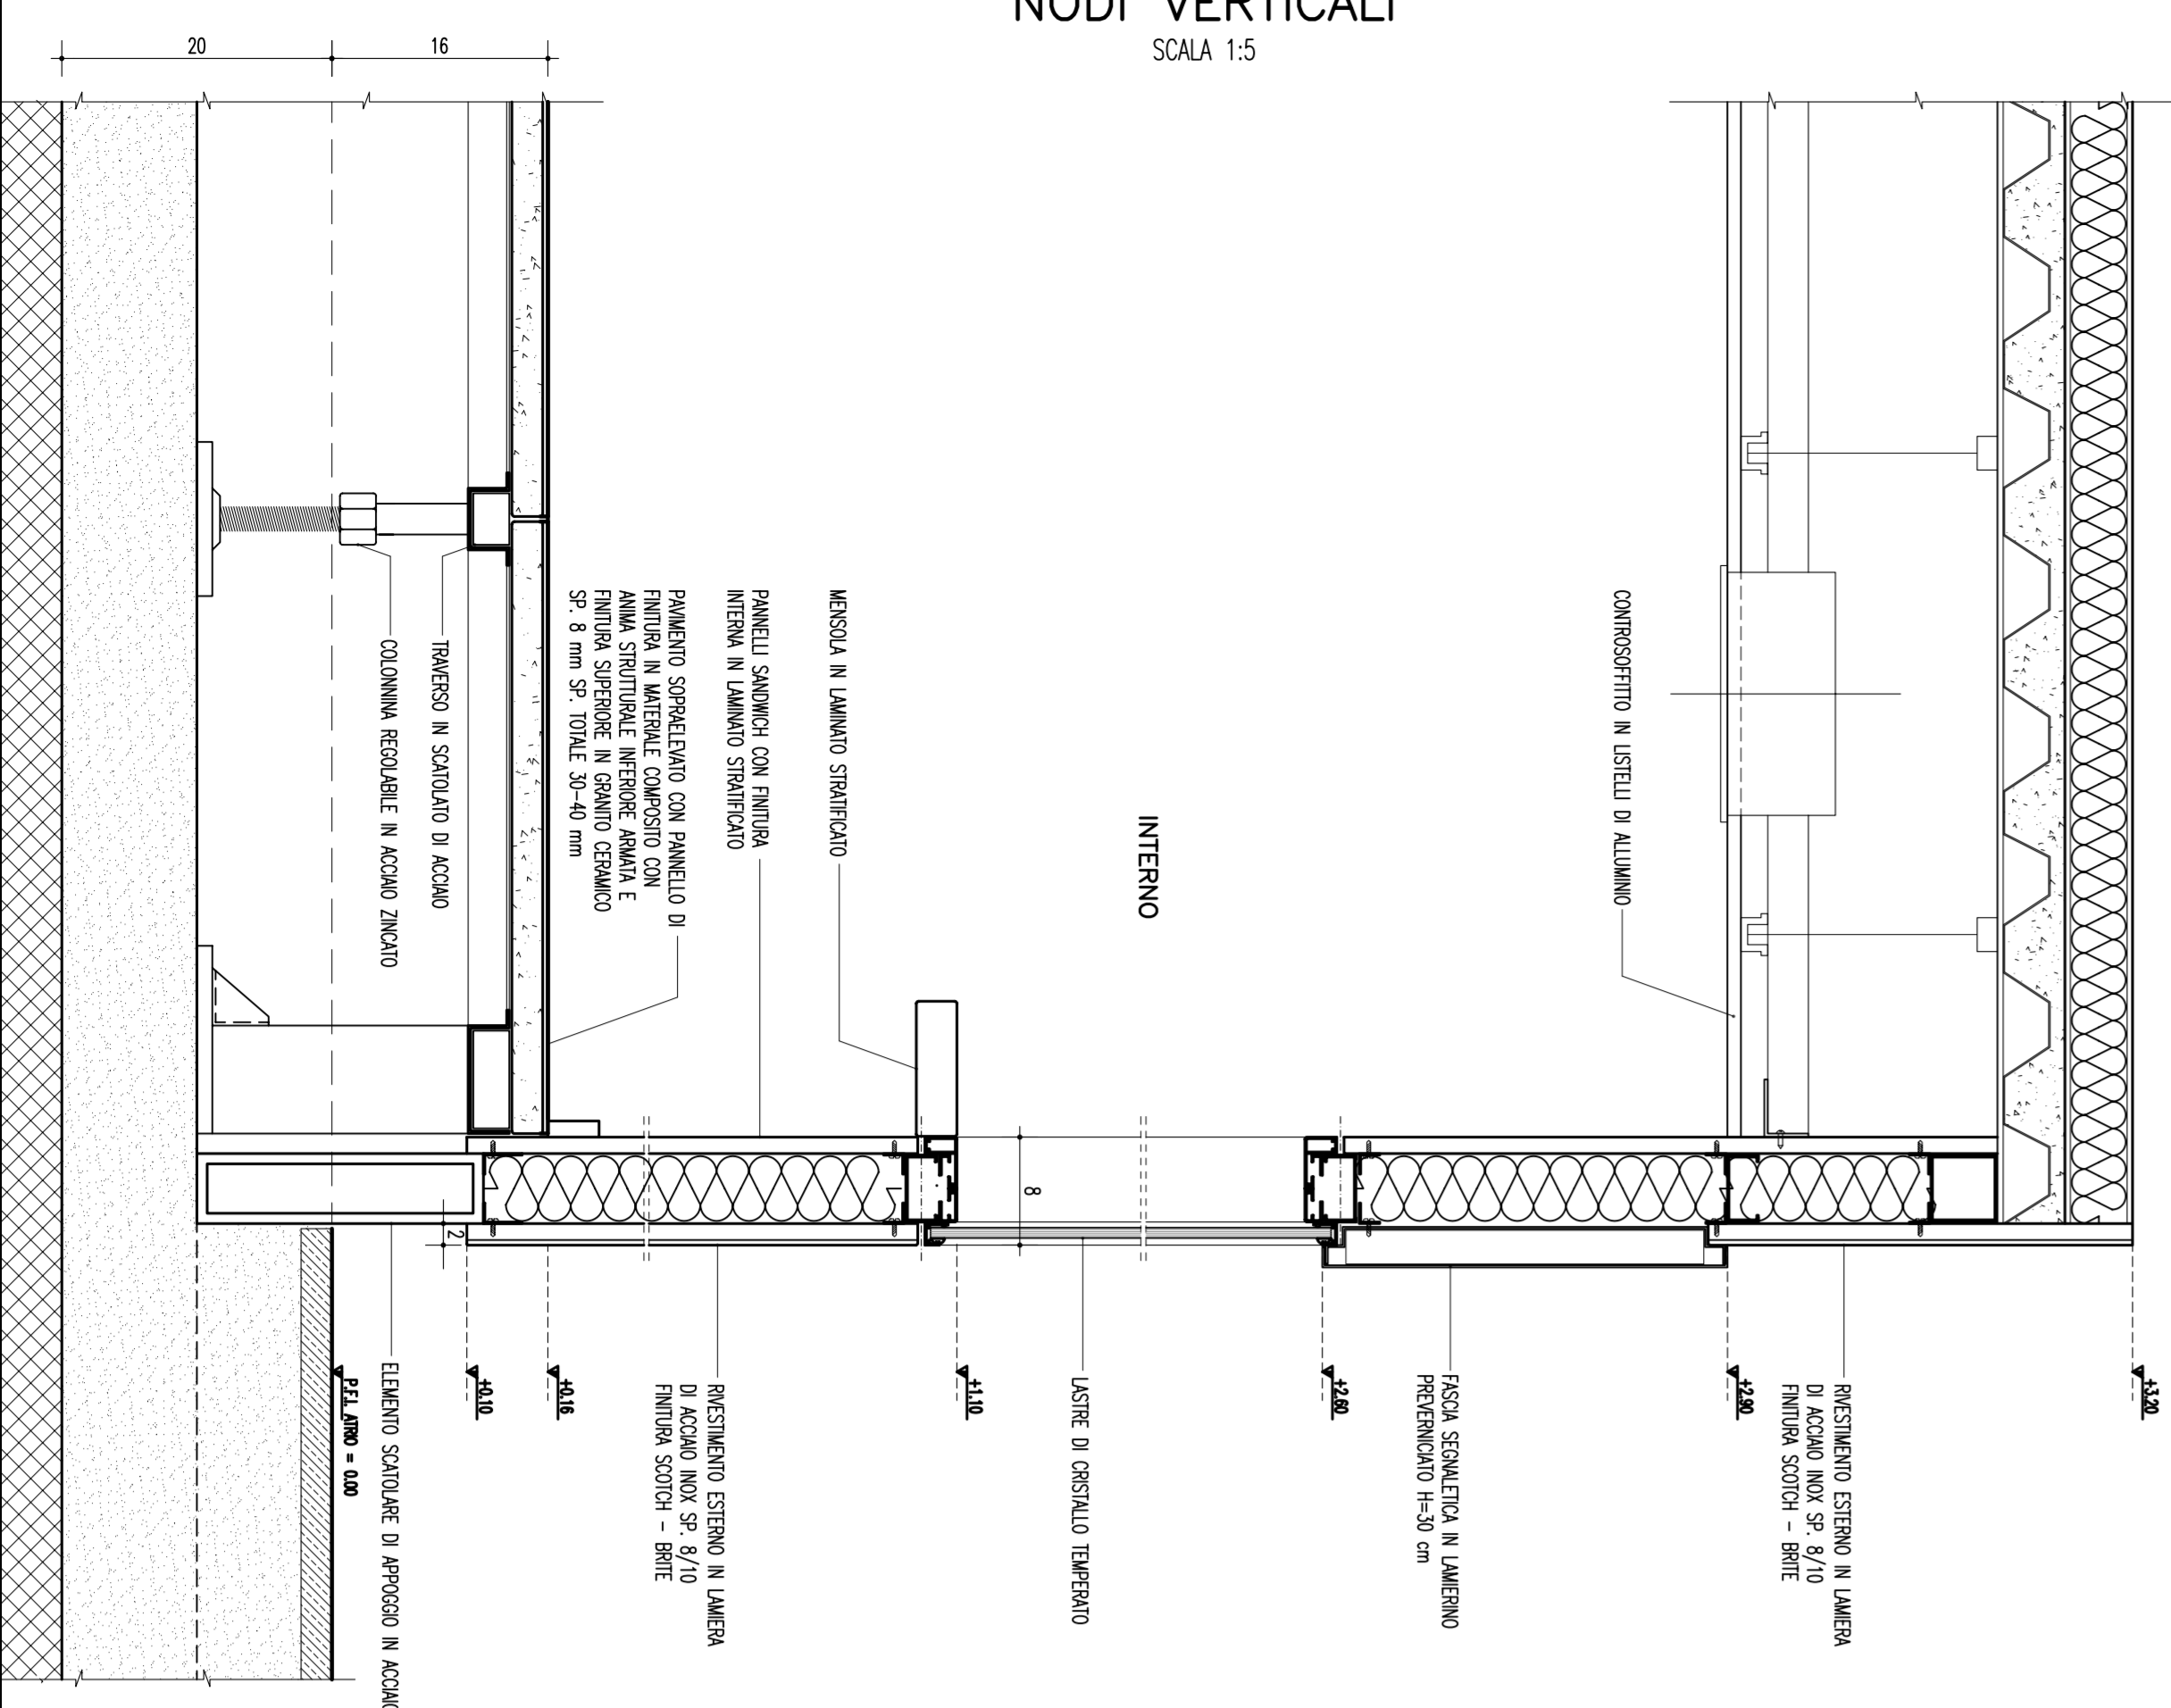 NODI VERTICALI
SCALA 1:5
20
16
CONTROSOFFITTO IN LISTELLI DI ALLUMINIO
INTERNO
MENSOLA IN LAMINATO STRATIFICATO
PANNELLI SANDWICH CON FINITURA
INTERNA IN LAMINATO STRATIFICATO
PAVIMENTO SOPRAELEVATO CON PANNELLO DI
FINITURA IN MATERIALE COMPOSITO CON
ANIMA STRUTTURALE INFERIORE ARMATA E
FINITURA SUPERIORE IN GRANITO CERAMICO
SP. 8 mm SP. TOTALE 30-40 mm
TRAVERSO IN SCATOLATO DI ACCIAIO
COLONNINA REGOLABILE IN ACCIAIO ZINCATO
8
2
+3.20
+2.90
+2.60
+1.10
+0.16
+0.10
P.F.I. ATRIO = 0.00
RIVESTIMENTO ESTERNO IN LAMIERA
DI ACCIAIO INOX SP. 8/10
FINITURA SCOTCH - BRITE
FASCIA SEGNALETICA IN LAMIERINO
PREVERNICIATO H=30 cm
LASTRE DI CRISTALLO TEMPERATO
RIVESTIMENTO ESTERNO IN LAMIERA
DI ACCIAIO INOX SP. 8/10
FINITURA SCOTCH - BRITE
ELEMENTO SCATOLARE DI APPOGGIO IN ACCIAIO